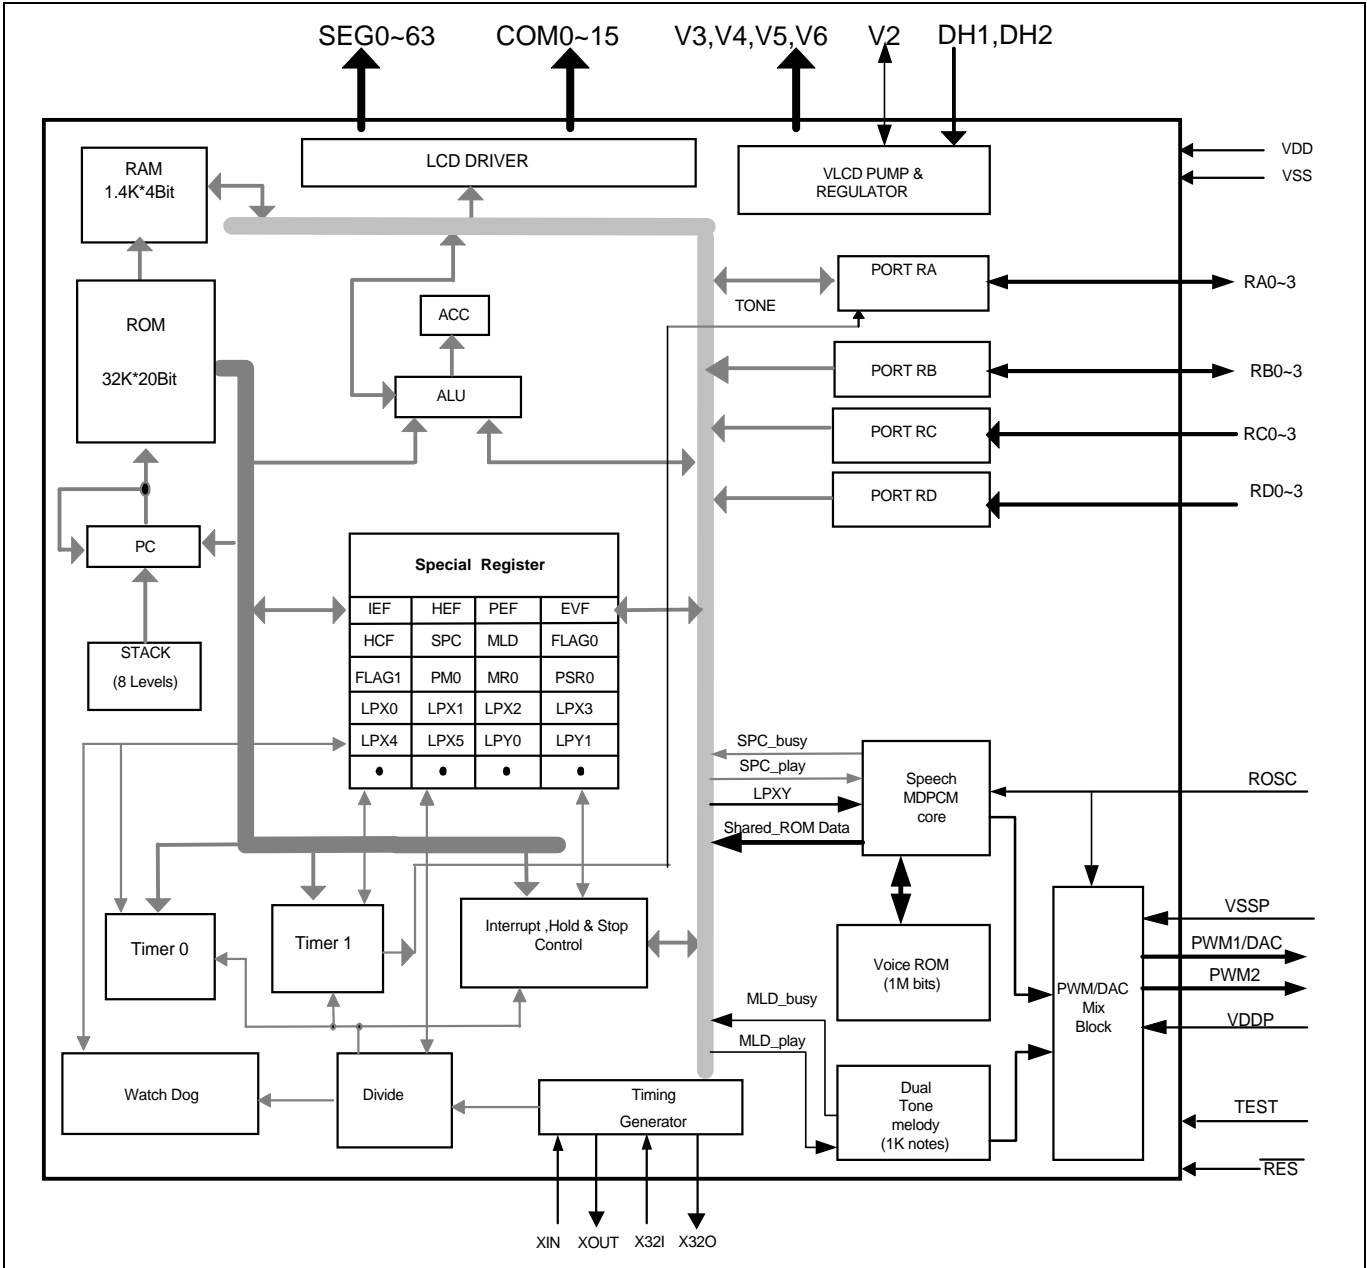 SEG0~63 COM0~15 V3,V4,V5,V6 V2 DH1,DH2
LCD DRIVER
RAM
1.4K*4Bit
VLCD PUMP &
REGULATOR
VDD
VSS
ROM
32K*20Bit
ACC
ALU
TONE
PORT RA
RA0~3
PORT RB
RB0~3
PORT RC
RC0~3
PORT RD
RD0~3
PC
STACK
(8 Levels)
Special Register
IEF HEF PEF EVF
HCF SPC MLD FLAG0
FLAG1 PM0 MR0 PSR0
LPX0 LPX1 LPX2 LPX3
LPX4 LPX5 LPY0 LPY1
SPC_busy
SPC_play
LPXY
Shared_ROM Data
Speech
MDPCM
core
ROSC
Timer 0
Timer 1
Interrupt ,Hold & Stop
Control
Voice ROM
(1M bits)
PWM/DAC
Mix
Block
VSSP
PWM1/DAC
PWM2
VDDP
MLD_busy
MLD_play
Watch Dog
Divide
Timing
Generator
Dual
Tone
melody
(1K notes)
TEST
RES
XIN XOUT X32I X32O